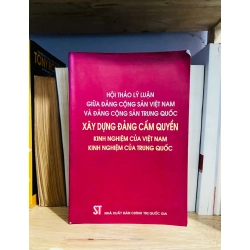 HỘI THẢO LÝ LUẬN
GIỮA ĐẢNG CỘNG SẢN VIỆT NAM
VÀ ĐẢNG CỘNG SẢN TRUNG QUỐC
XÂY DỰNG ĐẢNG CẦM QUYỀN
KINH NGHIỆM CỦA VIỆT NAM
KINH NGHIỆM CỦA TRUNG QUỐC
ST NHÀ XUẤT BẢN CHÍNH TRỊ QUỐC GIA